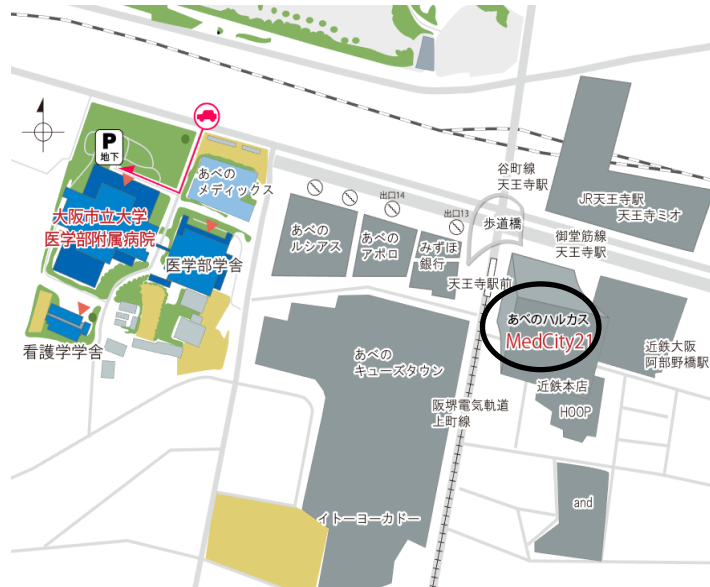 P
地下
あべの
メディックス
大阪市立大学
医学部附属病院
医学部学舎
看護学学舎
あべの
ルシアス
出口14
あべの
アポロ
出口13
みずほ
銀行
谷町線
天王寺駅
歩道橋
JR天王寺駅
天王寺ミオ
御堂筋線
天王寺駅
天王寺駅前
あべのハルカス
MedCity21
近鉄本店
HOOP
近鉄大阪
阿部野橋駅
あべの
キューズタウン
阪堺電気軌道
上町線
イトーヨーカドー
and